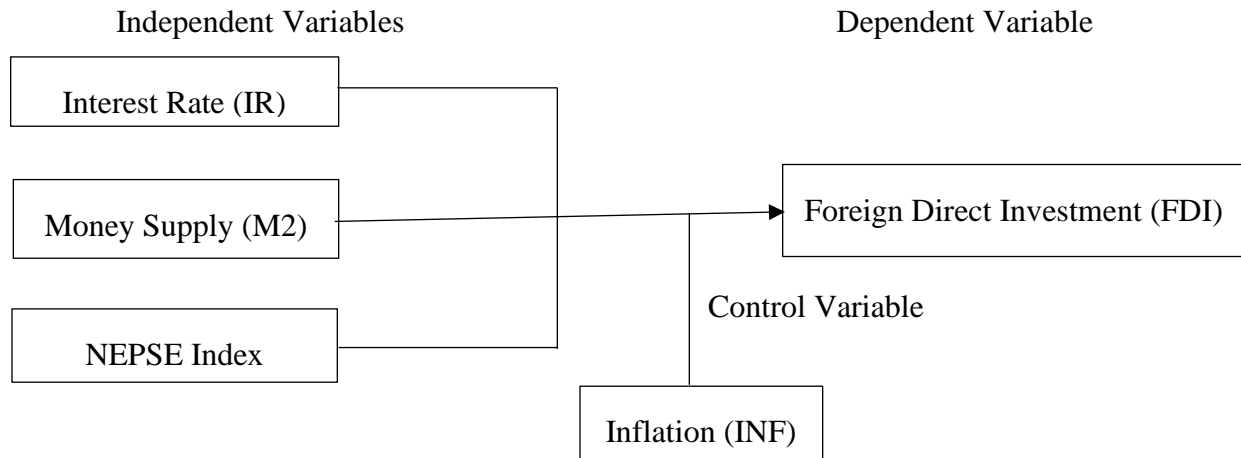 Independent Variables
Dependent Variable
Interest Rate (IR)
Money Supply (M2)
Foreign Direct Investment (FDI)
Control Variable
NEPSE Index
Inflation (INF)